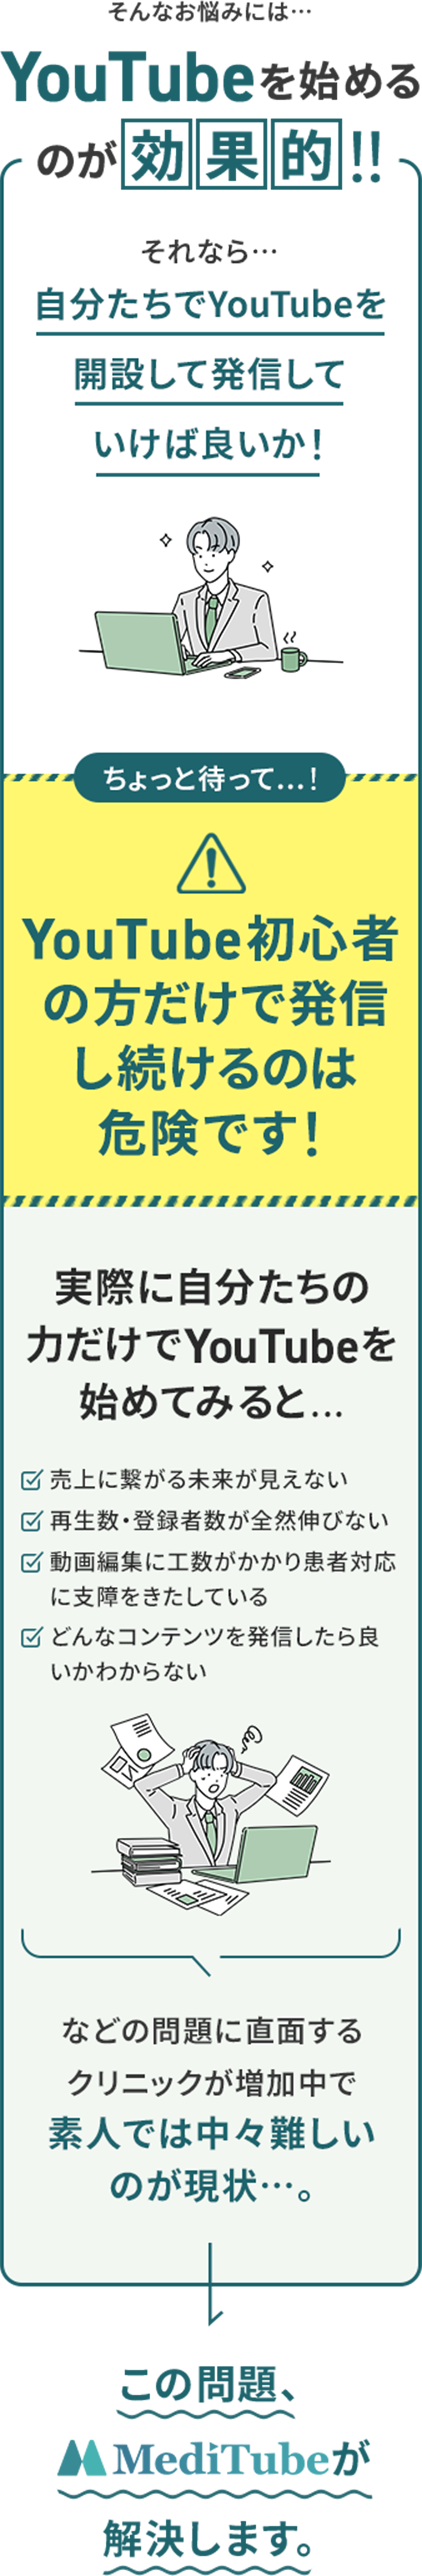 そんなお悩みには…
YouTubeを始める
のが効果的!!
それなら…
自分たちでYouTubeを
開設して発信して
いけば良いか！
ちょっと待って...！
YouTube初心者
の方だけで発信
し続けるのは
危険です！
実際に自分たちの
力だけでYouTubeを
始めてみると...
売上に繋がる未来が見えない
再生数・登録者数が全然伸びない
動画編集に工数がかかり患者対応
に支障をきたしている
どんなコンテンツを発信したら良
いかわからない
などの問題に直面する
クリニックが増加中で
素人では中々難しい
のが現状…。
この問題、
MediTubeが
解決します。